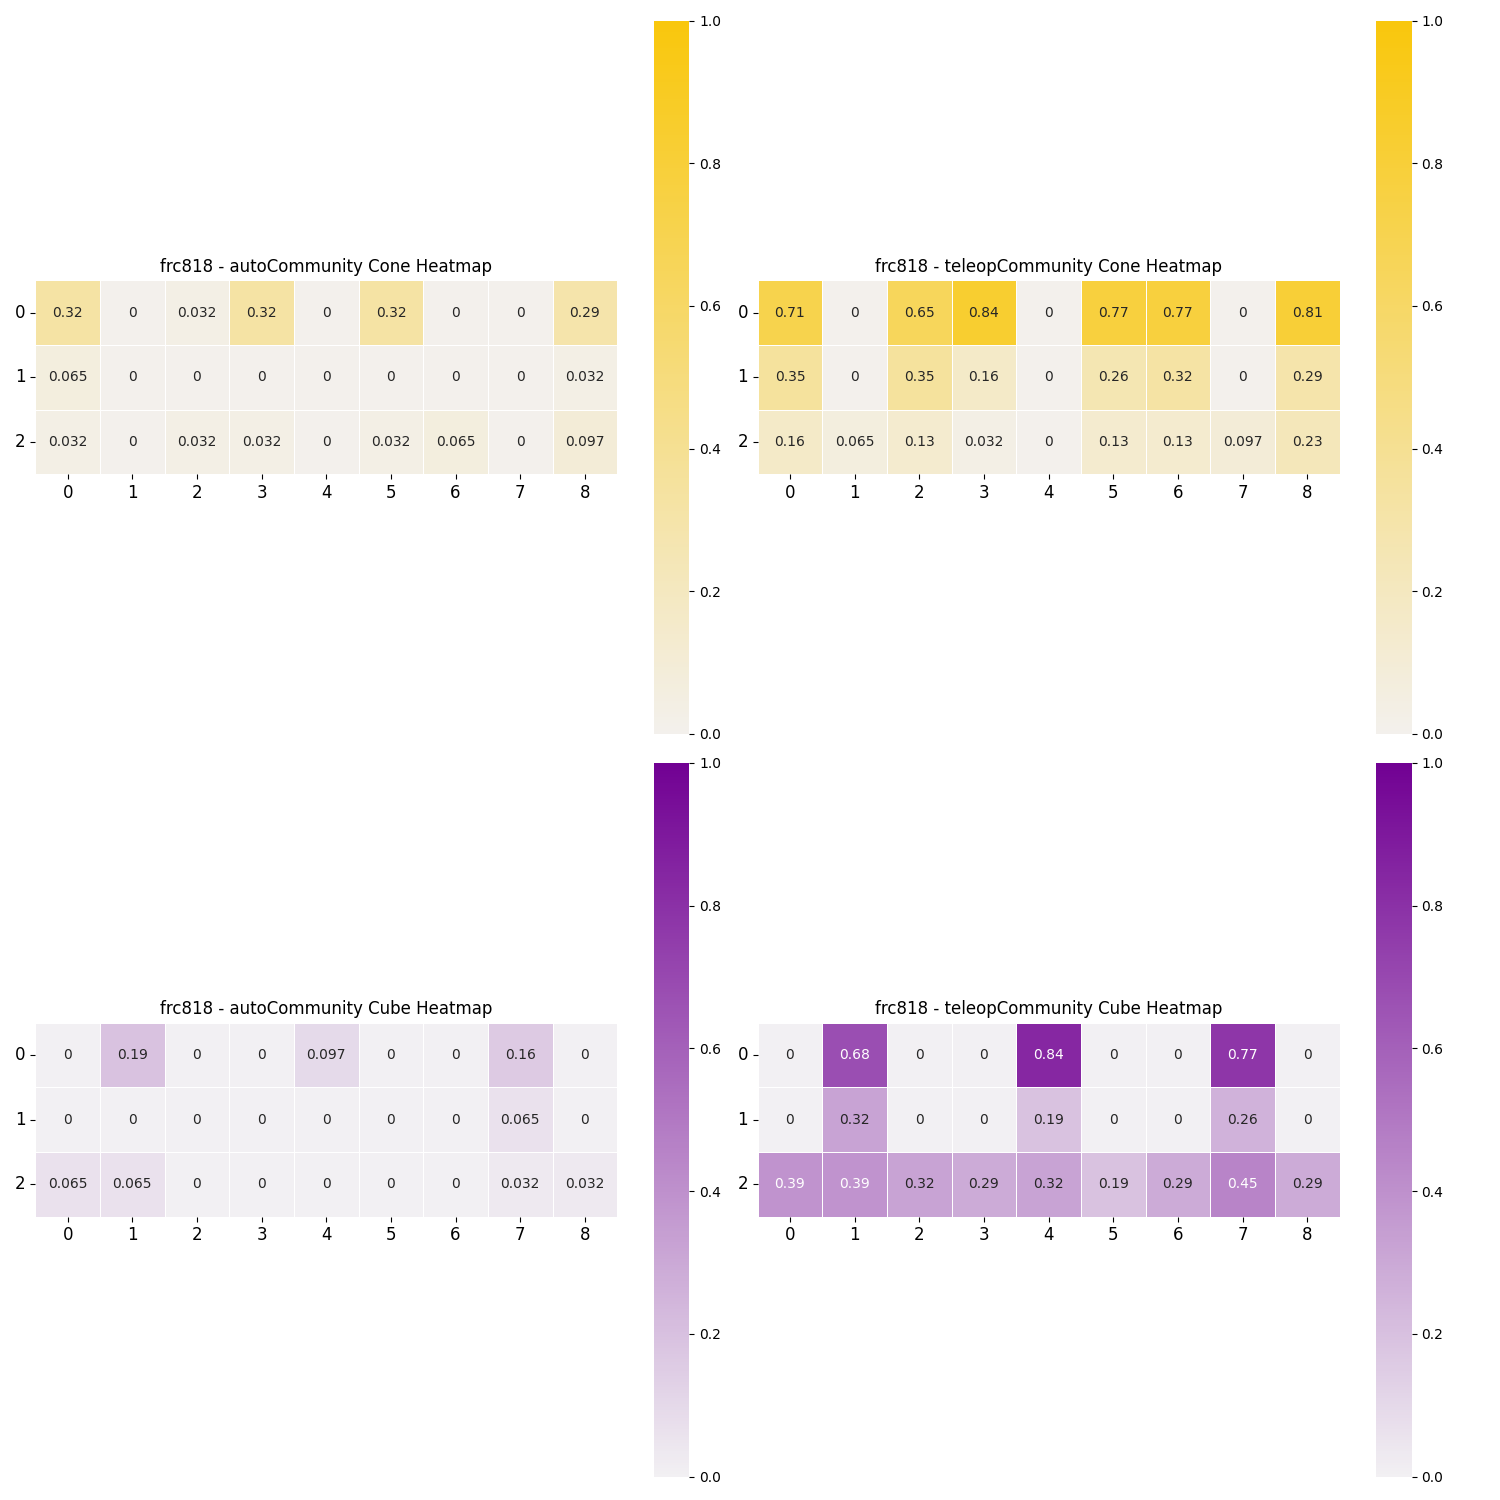 frc818 - autoCommunity Cone Heatmap
0 0.32 0 0.032 0.32 0 0.32 0 0 0.29
1 0.065 0 0 0 0 0 0 0 0.032
2 0.032 0 0.032 0.032 0 0.032 0.065 0 0.097
0 1 2 3 4 5 6 7 8
1.0
0.8
0.6
0.4
0.2
0.0
frc818 - teleopCommunity Cone Heatmap
0 0.71 0 0.65 0.84 0 0.77 0.77 0 0.81
1 0.35 0 0.35 0.16 0 0.26 0.32 0 0.29
2 0.16 0.065 0.13 0.032 0 0.13 0.13 0.097 0.23
0 1 2 3 4 5 6 7 8
1.0
0.8
0.6
0.4
0.2
0.0
frc818 - autoCommunity Cube Heatmap
0 0 0.19 0 0 0.097 0 0 0.16 0
1 0 0 0 0 0 0 0 0.065 0
2 0.065 0.065 0 0 0 0 0 0.032 0.032
0 1 2 3 4 5 6 7 8
1.0
0.8
0.6
0.4
0.2
0.0
frc818 - teleopCommunity Cube Heatmap
0 0 0.68 0 0 0.84 0 0 0.77 0
1 0 0.32 0 0 0.19 0 0 0.26 0
2 0.39 0.39 0.32 0.29 0.32 0.19 0.29 0.45 0.29
0 1 2 3 4 5 6 7 8
1.0
0.8
0.6
0.4
0.2
0.0